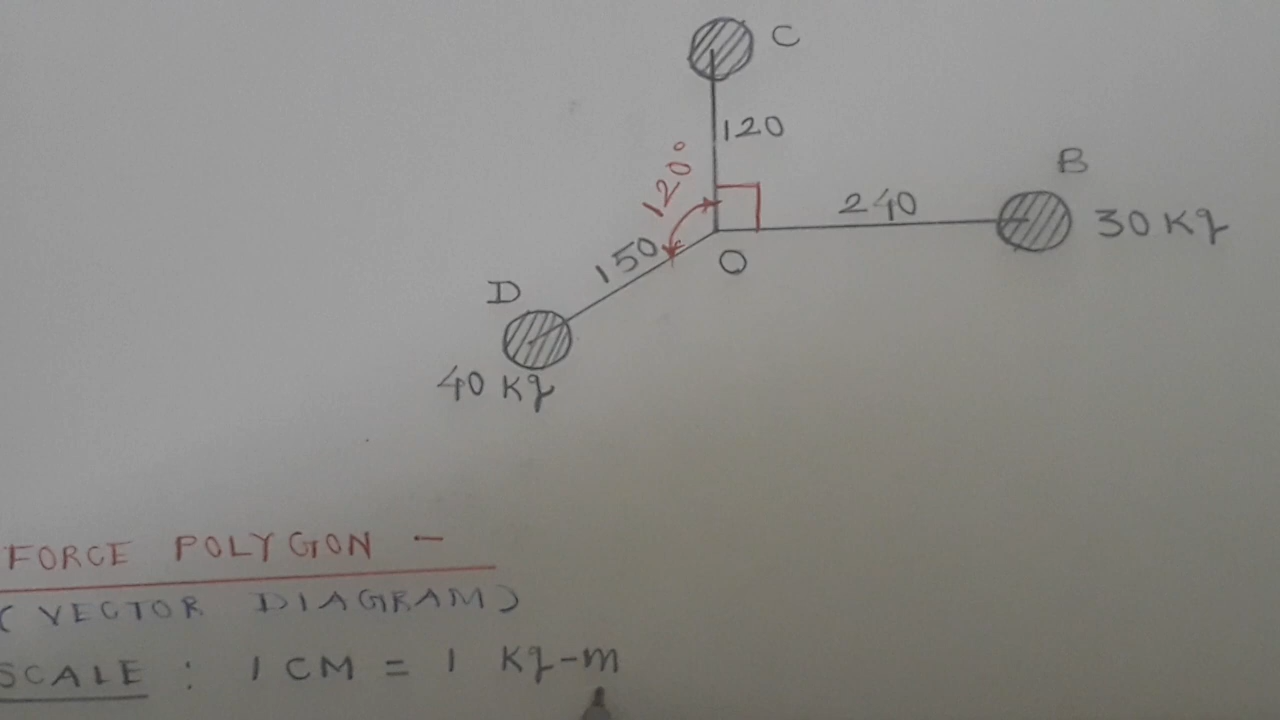 C
120
120°
B
240
30 Kg
150
O
D
40 Kg
FORCE POLYGON -
( VECTOR DIAGRAM)
SCALE : 1 CM = 1 Kg-m